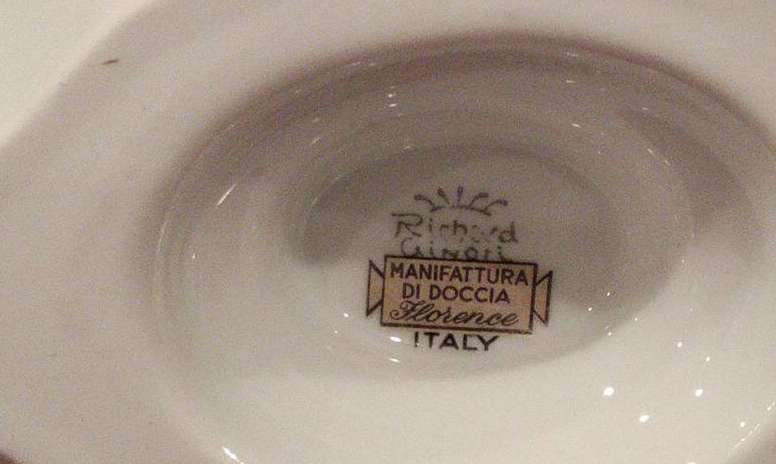 Richard
Ginori
MANIFATTURA
DI DOCCIA
Florence
ITALY